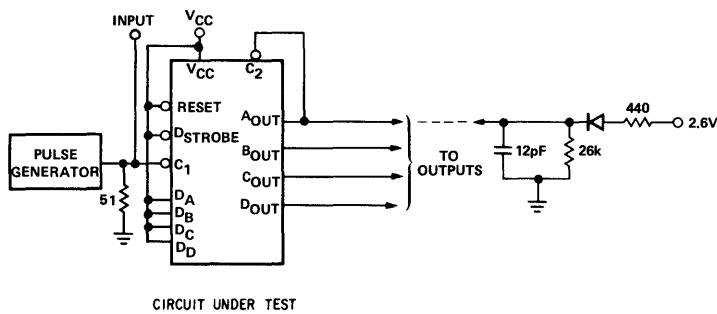 INPUT
VCC
VCC
C2
RESET
DSTROBE
C1
DA
DB
DC
DD
AOUT
BOUT
COUT
DOUT
PULSE
GENERATOR
51
TO
OUTPUTS
12pF
26k
440
2.6V
CIRCUIT UNDER TEST